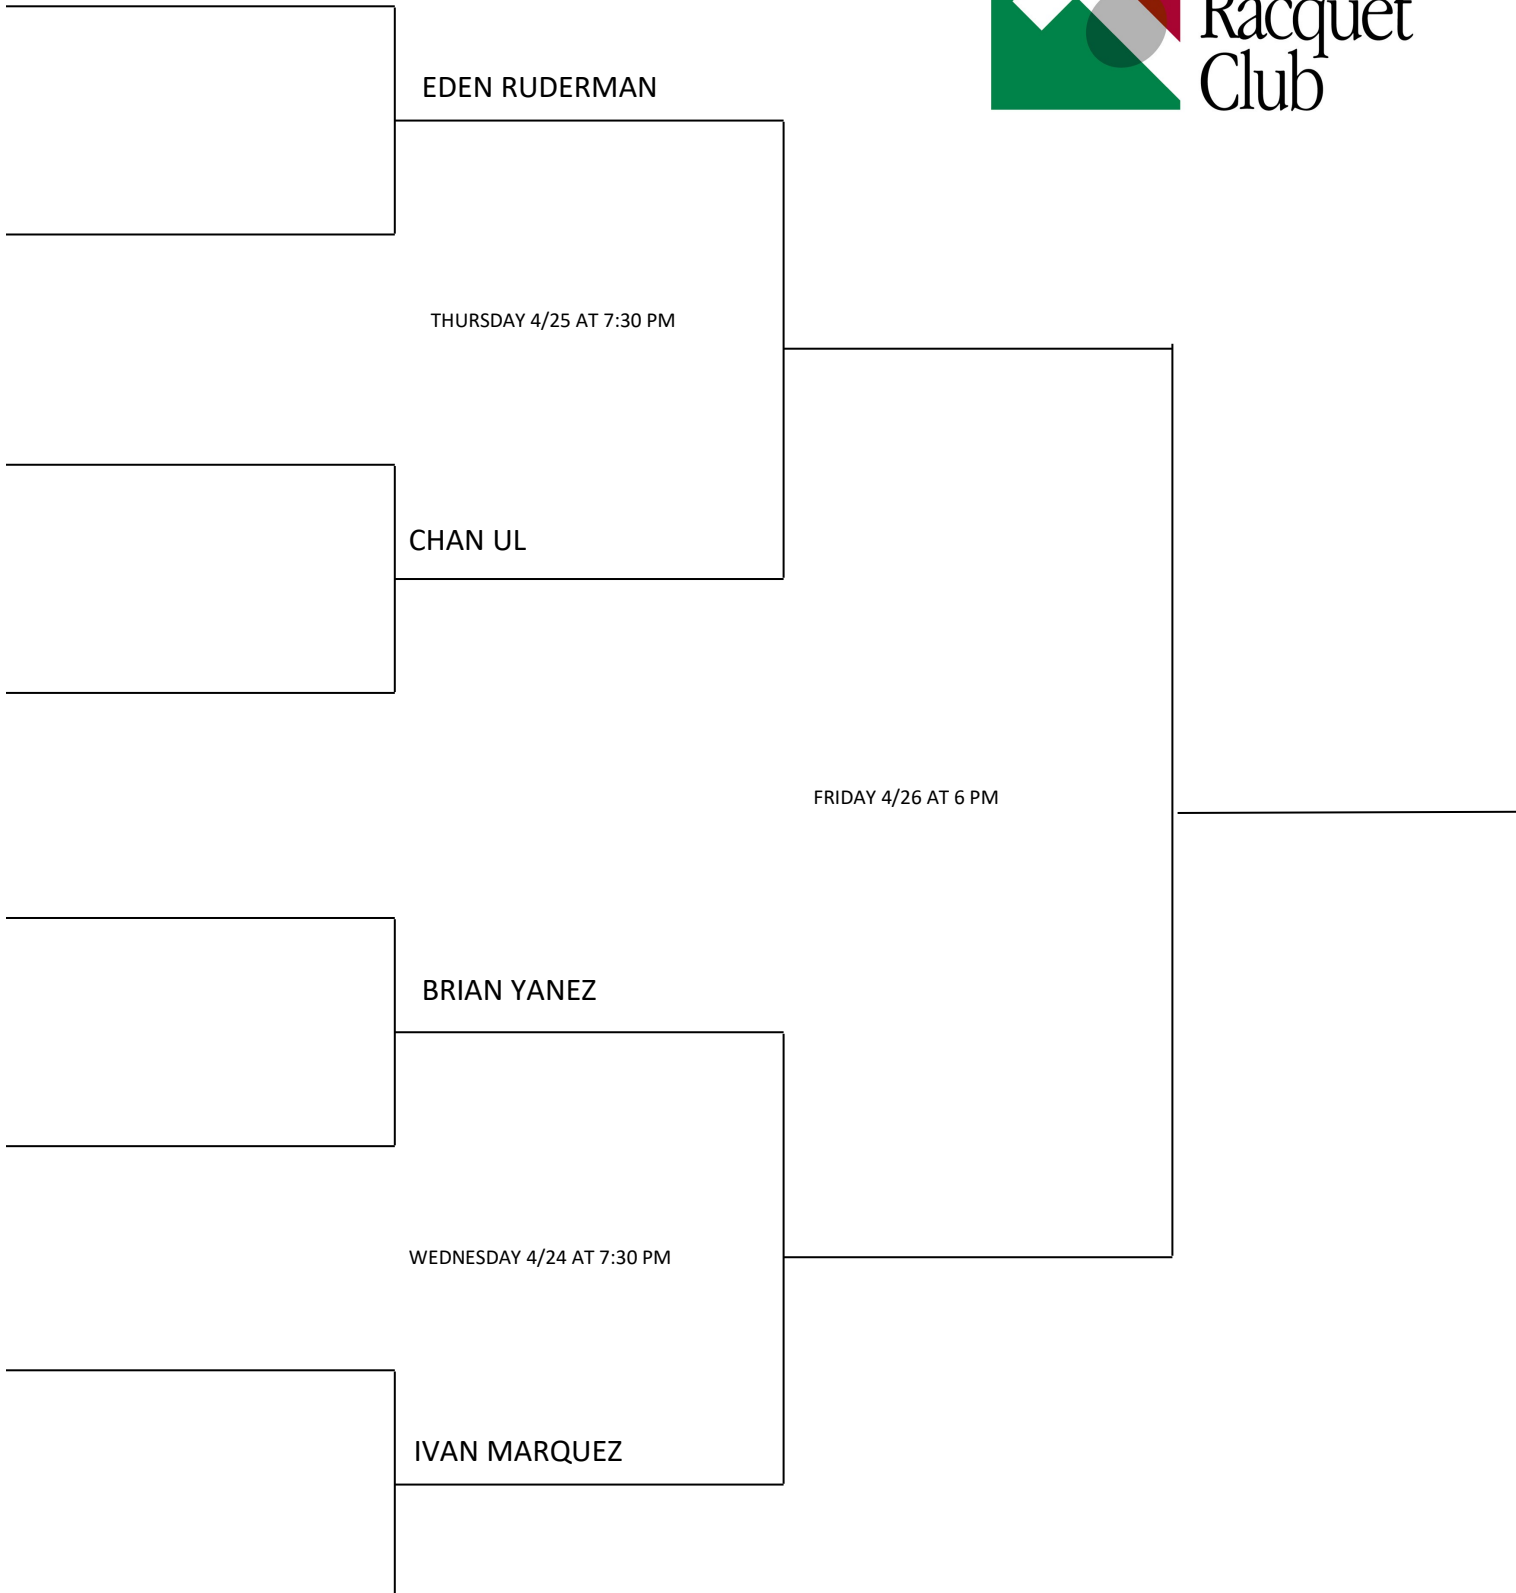 Racquet
Club
EDEN RUDERMAN
THURSDAY 4/25 AT 7:30 PM
CHAN UL
FRIDAY 4/26 AT 6 PM
BRIAN YANEZ
WEDNESDAY 4/24 AT 7:30 PM
IVAN MARQUEZ